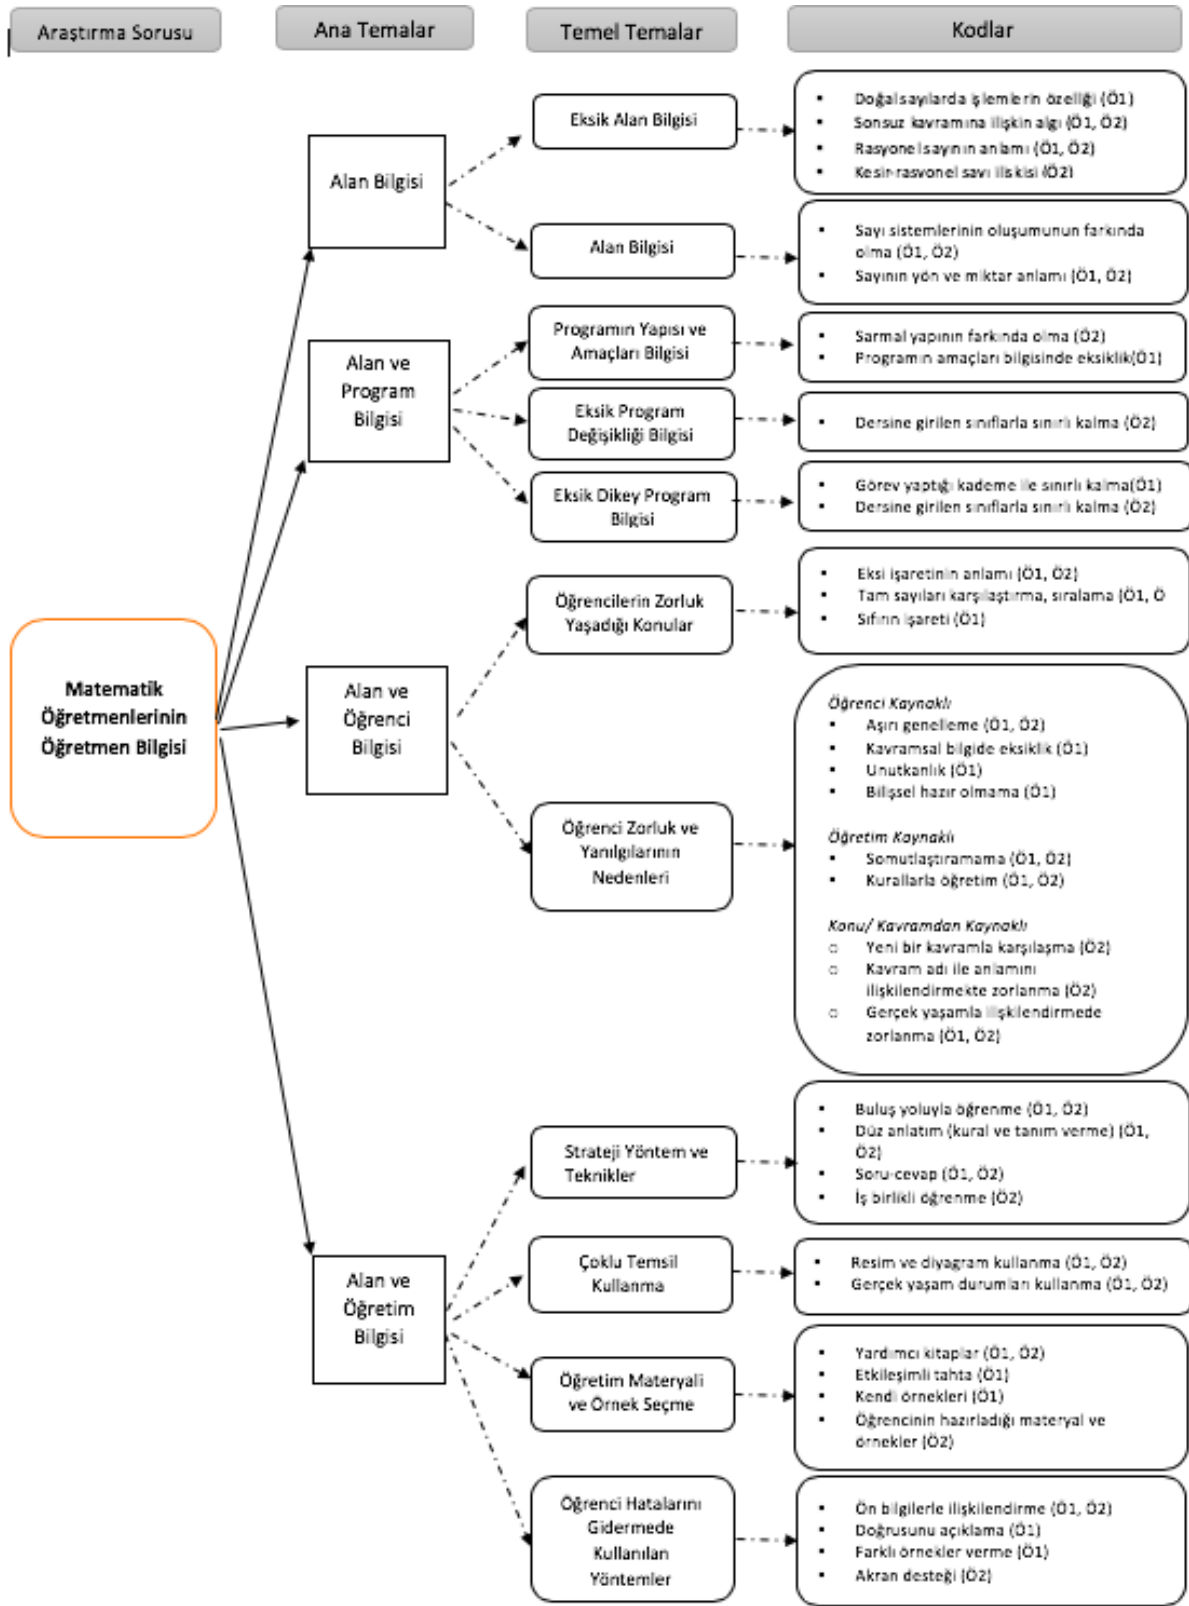 Araştırma Sorusu
Ana Temalar
Temel Temalar
Kodlar
Matematik
Öğretmenlerinin
Öğretmen Bilgisi
Alan Bilgisi
Eksik Alan Bilgisi
▪ Doğal sayılarda işlemlerin özelliği (Ö1)
▪ Sonsuz kavramına ilişkin algı (Ö1, Ö2)
▪ Rasyonel sayının anlamı (Ö1, Ö2)
▪ Kesir-rasyonel sayı ilişkisi (Ö2)
Alan Bilgisi
▪ Sayı sistemlerinin oluşumunun farkında
olma (Ö1, Ö2)
▪ Sayının yön ve miktar anlamı (Ö1, Ö2)
Alan ve
Program
Bilgisi
Programın Yapısı ve
Amaçları Bilgisi
▪ Sarmal yapının farkında olma (Ö2)
▪ Programın amaçları bilgisinde eksiklik(Ö1)
Eksik Program
Değişikliği Bilgisi
▪ Dersine girilen sınıflarla sınırlı kalma (Ö2)
Eksik Dikey Program
Bilgisi
▪ Görev yaptığı kademe ile sınırlı kalma(Ö1)
▪ Dersine girilen sınıflarla sınırlı kalma (Ö2)
Alan ve
Öğrenci
Bilgisi
Öğrencilerin Zorluk
Yaşadığı Konular
▪ Eksi işaretinin anlamı (Ö1, Ö2)
▪ Tam sayıları karşılaştırma, sıralama (Ö1, Ö
▪ Sıfırın işareti (Ö1)
Öğrenci Zorluk ve
Yanılgılarının
Nedenleri
Öğrenci Kaynaklı
▪ Aşırı genelleme (Ö1, Ö2)
▪ Kavramsal bilgide eksiklik (Ö1)
▪ Unutkanlık (Ö1)
▪ Bilişsel hazır olmama (Ö1)
Öğretim Kaynaklı
▪ Somutlaştıramama (Ö1, Ö2)
▪ Kurallarla öğretim (Ö1, Ö2)
Konu/ Kavramdan Kaynaklı
○ Yeni bir kavramla karşılaşma (Ö2)
○ Kavram adı ile anlamını
ilişkilendirmekte zorlanma (Ö2)
○ Gerçek yaşamla ilişkilendirmede
zorlanma (Ö1, Ö2)
Alan ve
Öğretim
Bilgisi
Strateji Yöntem ve
Teknikler
▪ Buluş yoluyla öğrenme (Ö1, Ö2)
▪ Düz anlatım (kural ve tanım verme) (Ö1,
Ö2)
▪ Soru-cevap (Ö1, Ö2)
▪ İş birlikli öğrenme (Ö2)
Çoklu Temsil
Kullanma
▪ Resim ve diyagram kullanma (Ö1, Ö2)
▪ Gerçek yaşam durumları kullanma (Ö1, Ö2)
Öğretim Materyali
ve Örnek Seçme
▪ Yardımcı kitaplar (Ö1, Ö2)
▪ Etkileşimli tahta (Ö1)
▪ Kendi örnekleri (Ö1)
▪ Öğrencinin hazırladığı materyal ve
örnekler (Ö2)
Öğrenci Hatalarını
Gidermede
Kullanılan
Yöntemler
▪ Ön bilgilerle ilişkilendirme (Ö1, Ö2)
▪ Doğrusunu açıklama (Ö1)
▪ Farklı örnekler verme (Ö1)
▪ Akran desteği (Ö2)